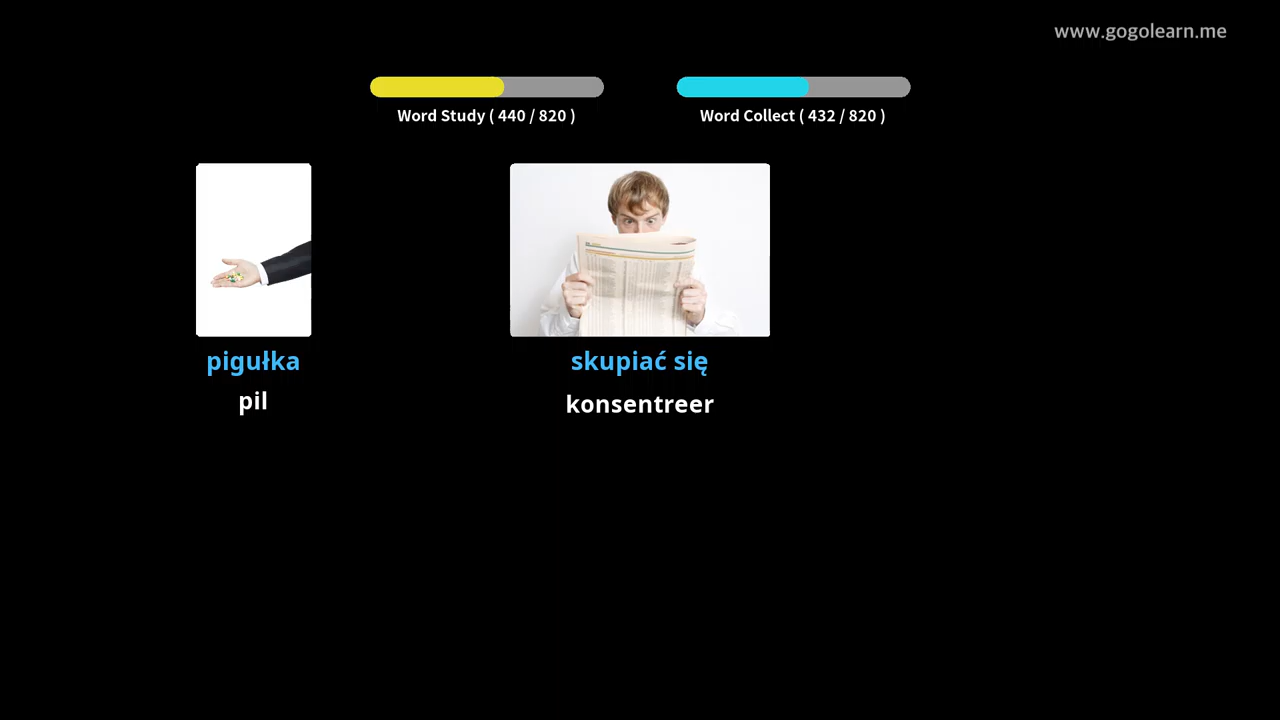 www.gogolearn.me
Word Study ( 440 / 820 )
Word Collect ( 432 / 820 )
pigułka
skupiać się
pil
konsentreer